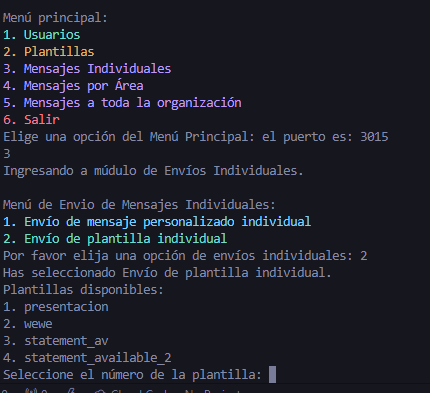 Menú principal:
1. Usuarios
2. Plantillas
3. Mensajes Individuales
4. Mensajes por Área
5. Mensajes a toda la organización
6. Salir
Elige una opción del Menú Principal: el puerto es: 3015
3
Ingresando a múdulo de Envíos Individuales.
Menú de Envio de Mensajes Individuales:
1. Envío de mensaje personalizado individual
2. Envío de plantilla individual
Por favor elija una opción de envíos individuales: 2
Has seleccionado Envío de plantilla individual.
Plantillas disponibles:
1. presentacion
2. wewe
3. statement_av
4. statement_available_2
Seleccione el número de la plantilla: